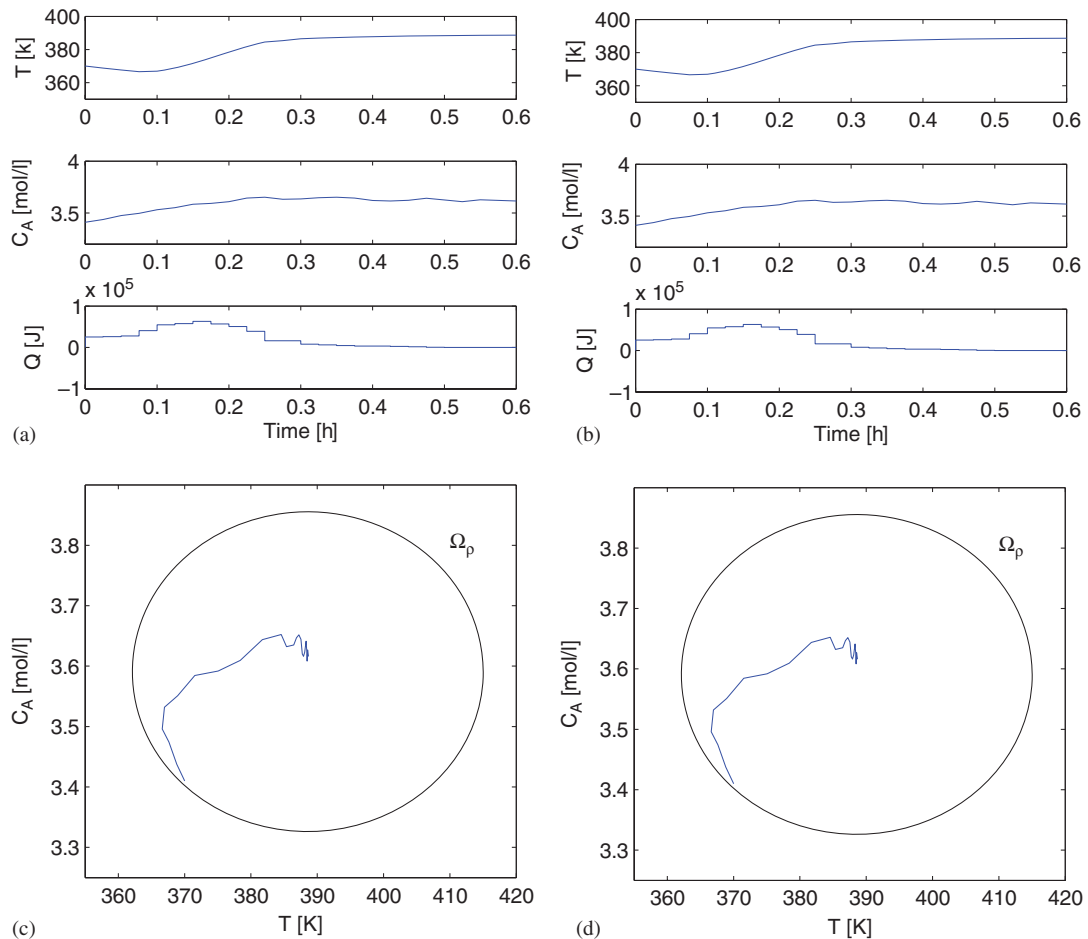 400
380
360
T [k]
0 0.1 0.2 0.3 0.4 0.5 0.6
4
3.5
C_A [mol/l]
0 0.1 0.2 0.3 0.4 0.5 0.6
x 10^5
1
0
−1
Q [J]
0 0.1 0.2 0.3 0.4 0.5 0.6
(a)
Time [h]
400
380
360
T [k]
0 0.1 0.2 0.3 0.4 0.5 0.6
4
3.5
C_A [mol/l]
0 0.1 0.2 0.3 0.4 0.5 0.6
x 10^5
1
0
−1
Q [J]
0 0.1 0.2 0.3 0.4 0.5 0.6
(b)
Time [h]
3.8
3.7
3.6
3.5
3.4
3.3
C_A [mol/l]
Ω_ρ
360 370 380 390 400 410 420
(c)
T [K]
3.8
3.7
3.6
3.5
3.4
3.3
C_A [mol/l]
Ω_ρ
360 370 380 390 400 410 420
(d)
T [K]